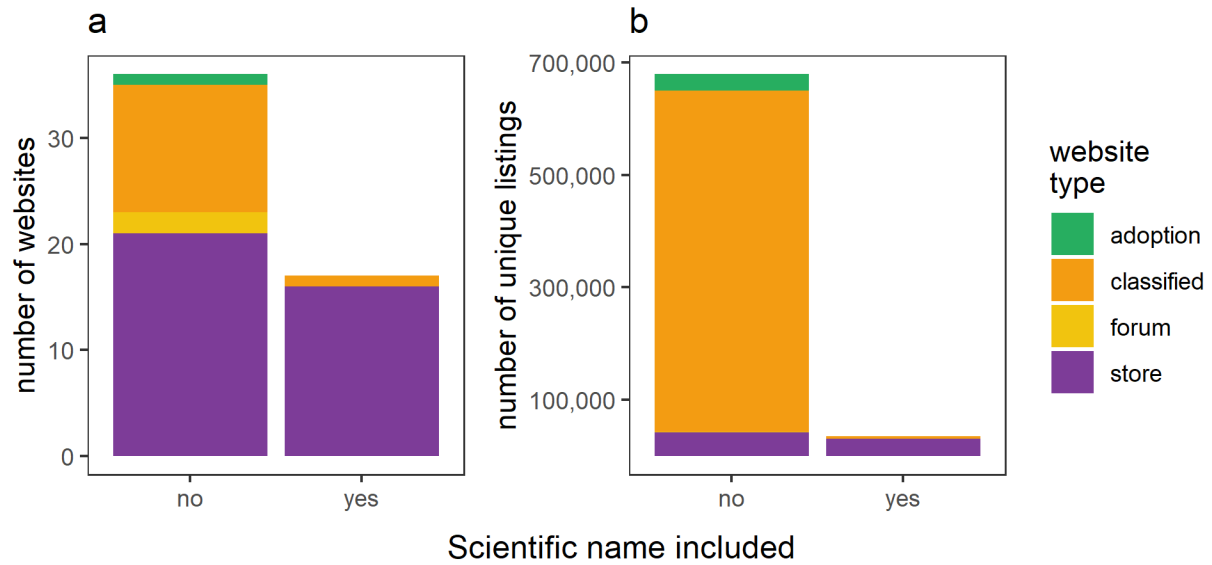 a
number of websites
30
20
10
0
no
yes
b
number of unique listings
700,000
500,000
300,000
100,000
no
yes
Scientific name included
website
type
adoption
classified
forum
store